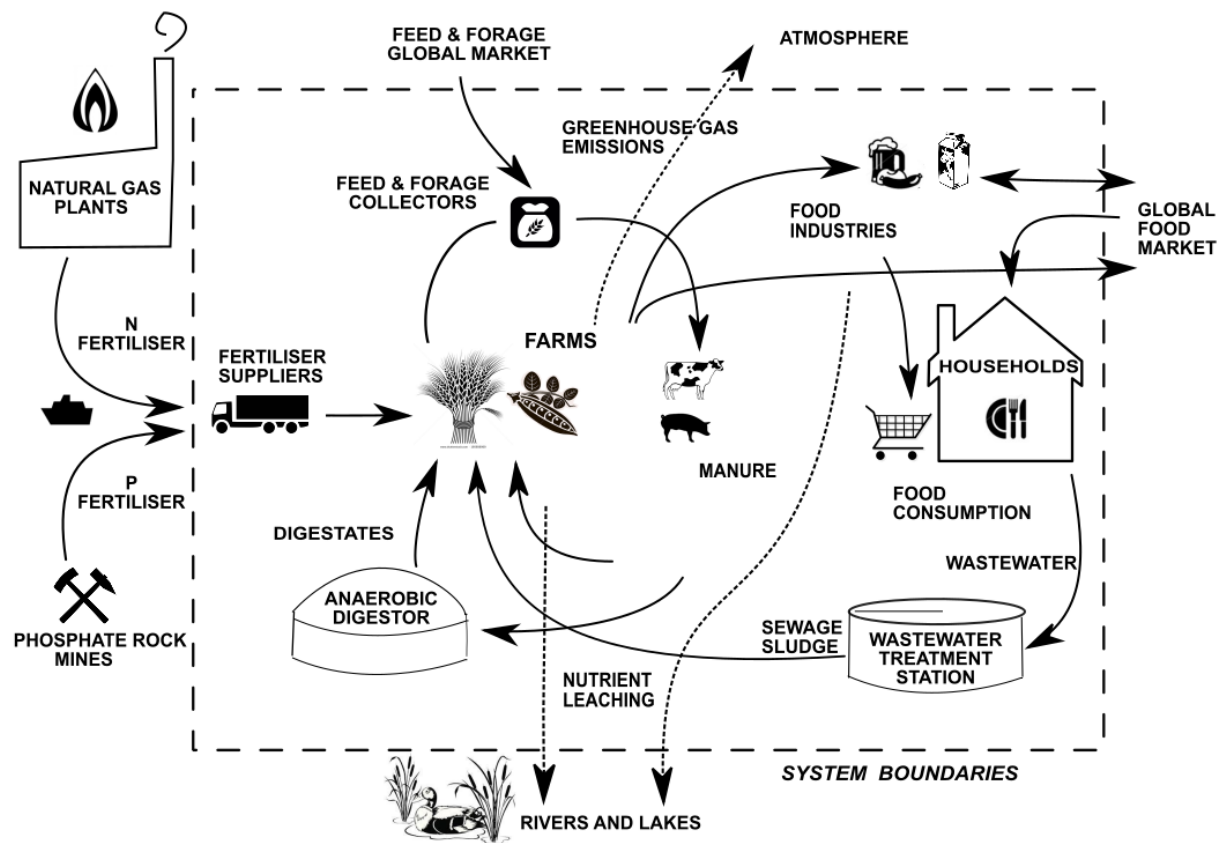 FEED & FORAGE
GLOBAL MARKET
ATMOSPHERE
GREENHOUSE GAS
EMISSIONS
NATURAL GAS
PLANTS
FEED & FORAGE
COLLECTORS
FOOD
INDUSTRIES
GLOBAL
FOOD
MARKET
N
FERTILISER
FERTILISER
SUPPLIERS
FARMS
HOUSEHOLDS
P
FERTILISER
MANURE
FOOD
CONSUMPTION
DIGESTATES
WASTEWATER
ANAEROBIC
DIGESTOR
PHOSPHATE ROCK
MINES
SEWAGE
SLUDGE
WASTEWATER
TREATMENT
STATION
NUTRIENT
LEACHING
SYSTEM BOUNDARIES
RIVERS AND LAKES